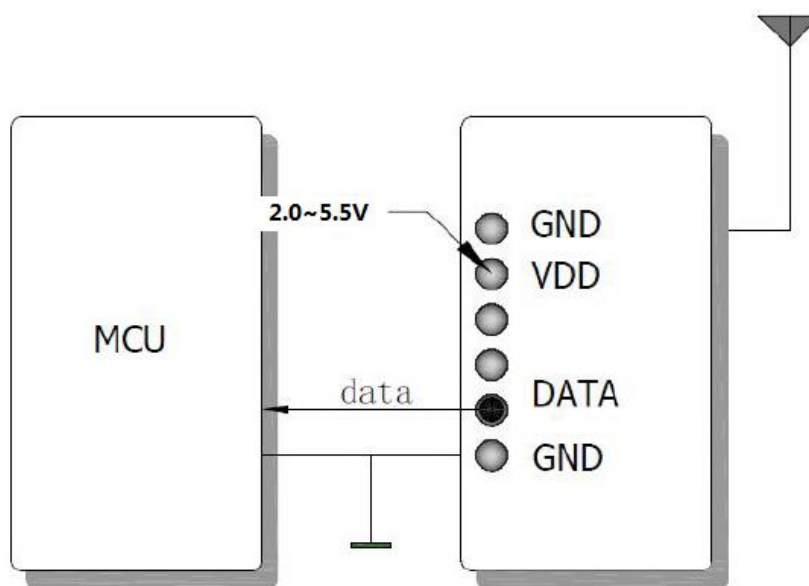 2.0~5.5V
GND
VDD
MCU
data
DATA
GND